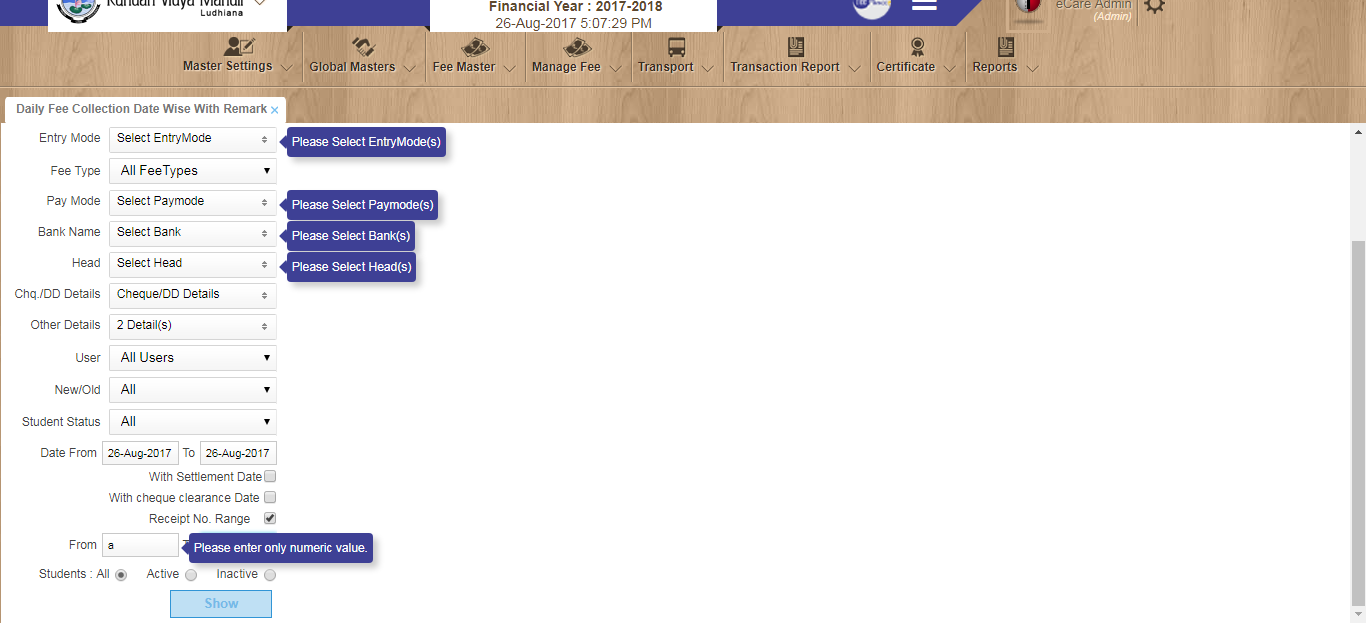 Kundan Vidya Mandir
Ludhiana
Financial Year : 2017-2018
26-Aug-2017 5:07:29 PM
eCare Admin
(Admin)
Master Settings
Global Masters
Fee Master
Manage Fee
Transport
Transaction Report
Certificate
Reports
Daily Fee Collection Date Wise With Remark ×
Entry Mode Select EntryMode Please Select EntryMode(s)
Fee Type All FeeTypes
Pay Mode Select Paymode Please Select Paymode(s)
Bank Name Select Bank Please Select Bank(s)
Head Select Head Please Select Head(s)
Chq./DD Details Cheque/DD Details
Other Details 2 Detail(s)
User All Users
New/Old All
Student Status All
Date From 26-Aug-2017 To 26-Aug-2017
With Settlement Date
With cheque clearance Date
Receipt No. Range
From a Please enter only numeric value.
Students : All Active Inactive
Show